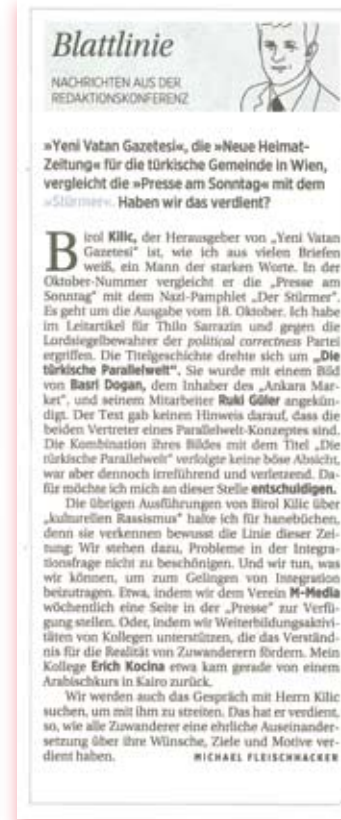 Blattlinie
NACHRICHTEN AUS DER
REDAKTIONSKONFERENZ
»Yeni Vatan Gazetesi«, die »Neue Heimat-
Zeitung« für die türkische Gemeinde in Wien,
vergleicht die »Presse am Sonntag« mit dem
»Stürmer«. Haben wir das verdient?
Birol Kilic, der Herausgeber von „Yeni Vatan
Gazetesi“ ist, wie ich aus vielen Briefen
weiß, ein Mann der starken Worte. In der
Oktober-Nummer vergleicht er die „Presse am
Sonntag“ mit dem Nazi-Pamphlet „Der Stürmer“.
Es geht um die Ausgabe vom 18. Oktober. Ich habe
im Leitartikel für Thilo Sarrazin und gegen die
Lordsiegelbewahrer der political correctness Partei
ergriffen. Die Titelgeschichte drehte sich um „Die
türkische Parallelwelt“. Sie wurde mit einem Bild
von Basri Dogan, dem Inhaber des „Ankara Mar-
ket“, und seinem Mitarbeiter Ruki Güler angekün-
digt. Der Text gab keinen Hinweis darauf, dass die
beiden Vertreter eines Parallelwelt-Konzeptes sind.
Die Kombination ihres Bildes mit dem Titel „Die
türkische Parallelwelt“ verfolgte keine böse Absicht,
war aber dennoch irreführend und verletzend. Da-
für möchte ich mich an dieser Stelle entschuldigen.
Die übrigen Ausführungen von Birol Kilic über
„kulturellen Rassismus“ halte ich für hanebüchen,
denn sie verkennen bewusst die Linie dieser Zei-
tung: Wir stehen dazu, Probleme in der Integra-
tionsfrage nicht zu beschönigen. Und wir tun, was
wir können, um zum Gelingen von Integration
beizutragen. Etwa, indem wir dem Verein M-Media
wöchentlich eine Seite in der „Presse“ zur Verfü-
gung stellen. Oder, indem wir Weiterbildungsaktivi-
täten von Kollegen unterstützen, die das Verständ-
nis für die Realität von Zuwanderern fördern. Mein
Kollege Erich Kocina etwa kam gerade von einem
Arabischkurs in Kairo zurück.
Wir werden auch das Gespräch mit Herrn Kilic
suchen, um mit ihm zu streiten. Das hat er verdient,
so, wie alle Zuwanderer eine ehrliche Auseinander-
setzung über ihre Wünsche, Ziele und Motive ver-
dient haben. MICHAEL FLEISCHHACKER